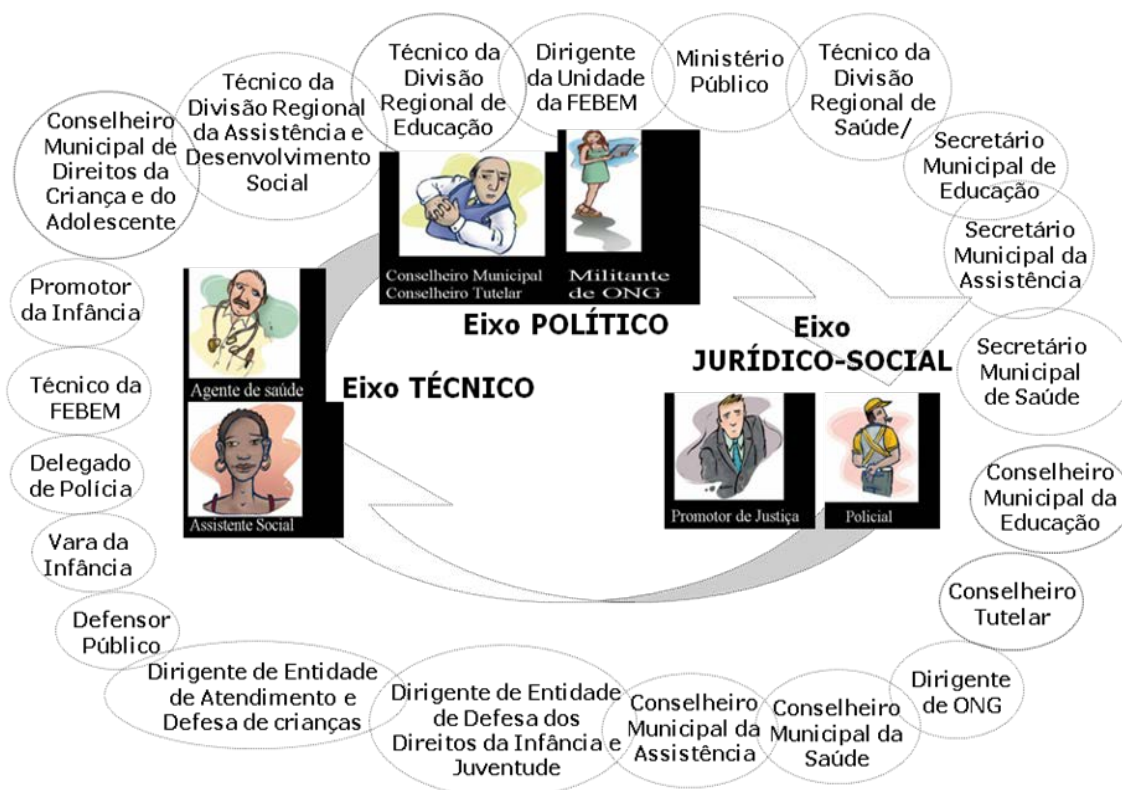 Técnico da
Divisão
Regional de
Educação
Dirigente
da Unidade
da FEBEM
Ministério
Público
Técnico da
Divisão
Regional de
Saúde/
Técnico da
Divisão Regional
da Assistência e
Desenvolvimento
Social
Conselheiro
Municipal de
Direitos da
Criança e do
Adolescente
Secretário
Municipal de
Educação
Secretário
Municipal da
Assistência
Promotor
da Infância
Conselheiro Municipal
Conselheiro Tutelar
Militante
de ONG
Eixo POLÍTICO
Eixo
JURÍDICO-SOCIAL
Secretário
Municipal
de Saúde
Técnico da
FEBEM
Agente de saúde
Eixo TÉCNICO
Delegado
de Polícia
Assistente Social
Promotor de Justiça
Policial
Conselheiro
Municipal da
Educação
Vara da
Infância
Conselheiro
Tutelar
Defensor
Público
Dirigente de Entidade
de Atendimento e
Defesa de crianças
Dirigente de Entidade
de Defesa dos
Direitos da Infância e
Juventude
Conselheiro
Municipal da
Assistência
Conselheiro
Municipal da
Saúde
Dirigente
de ONG